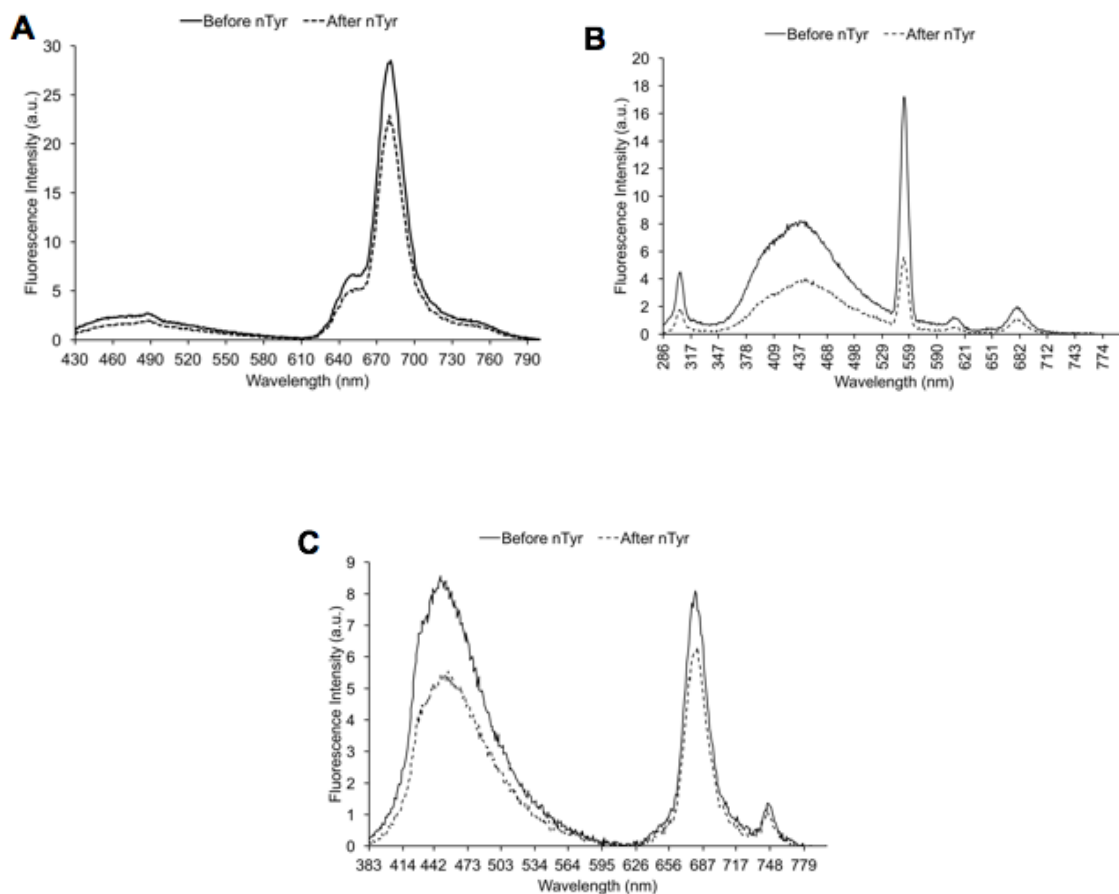 A
Before nTyr After nTyr
Fluorescence Intensity (a.u.)
30
25
20
15
10
5
0
430 460 490 520 550 580 610 640 670 700 730 760 790
Wavelength (nm)
B
Before nTyr After nTyr
Fluorescence Intensity (a.u.)
20
18
16
14
12
10
8
6
4
2
0
286 317 347 378 409 437 468 498 529 559 590 621 651 682 712 743 774
Wavelength (nm)
C
Before nTyr After nTyr
Fluorescence Intensity (a.u.)
9
8
7
6
5
4
3
2
1
0
383 414 442 473 503 534 564 595 626 656 687 717 748 779
Wavelength (nm)